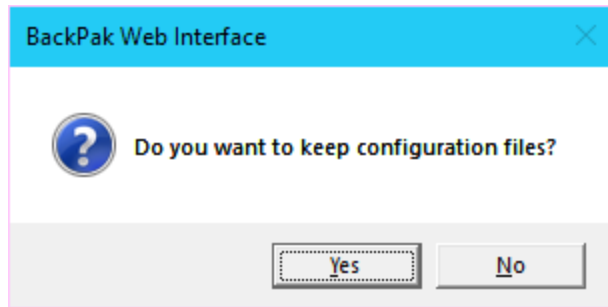 BackPak Web Interface
Do you want to keep configuration files?
Yes
No